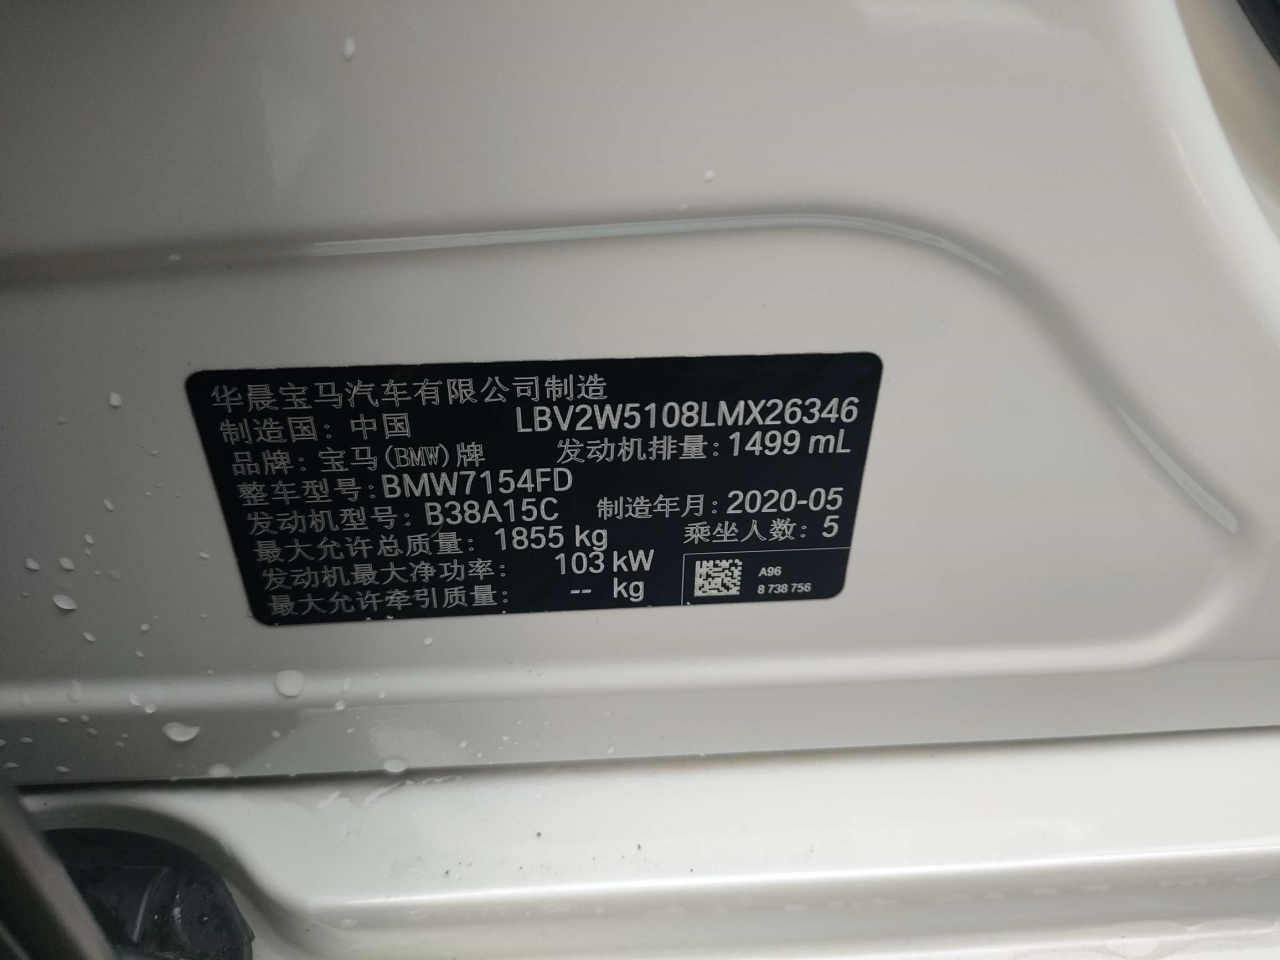 华晨宝马汽车有限公司制造
制造国：中国 LBV2W5108LMX26346
品牌：宝马(BMW)牌 发动机排量：1499 mL
整车型号：BMW7154FD
发动机型号：B38A15C 制造年月：2020-05
最大允许总质量：1855 kg 乘坐人数：5
发动机最大净功率：103 kW
最大允许牵引质量：-- kg
A96
8 738 756